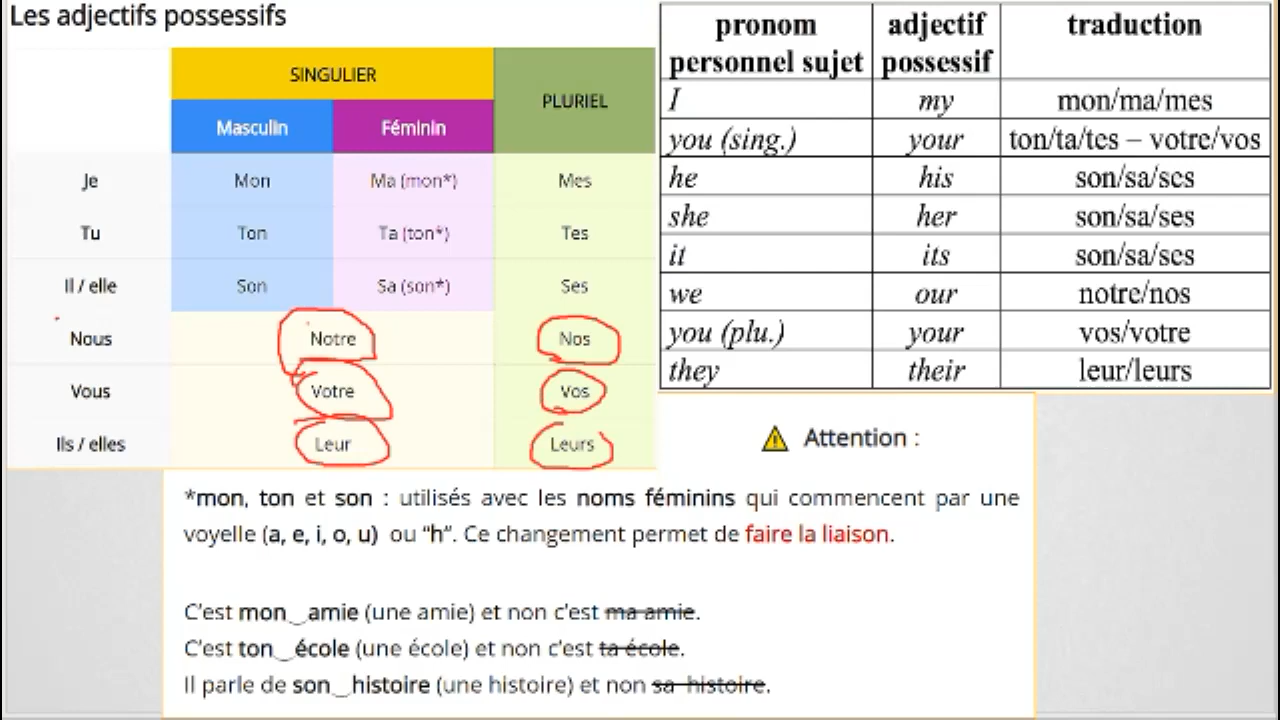 Les adjectifs possessifs
SINGULIER
PLURIEL
Masculin Féminin
Je Mon Ma (mon*) Mes
Tu Ton Ta (ton*) Tes
Il / elle Son Sa (son*) Ses
Nous Notre Nos
Vous Votre Vos
Ils / elles Leur Leurs
pronom personnel sujet adjectif possessif traduction
I my mon/ma/mes
you (sing.) your ton/ta/tes – votre/vos
he his son/sa/ses
she her son/sa/ses
it its son/sa/ses
we our notre/nos
you (plu.) your vos/votre
they their leur/leurs
Attention :
*mon, ton et son : utilisés avec les noms féminins qui commencent par une
voyelle (a, e, i, o, u) ou “h”. Ce changement permet de faire la liaison.
C'est mon‿amie (une amie) et non c'est ma amie.
C'est ton‿école (une école) et non c'est ta école.
Il parle de son‿histoire (une histoire) et non sa histoire.